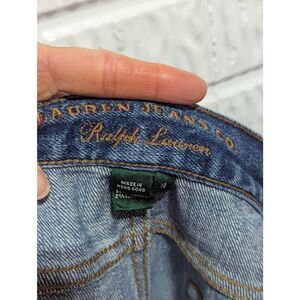 LAUREN JEANS CO.
Ralph Lauren
MADE IN
HONG KONG